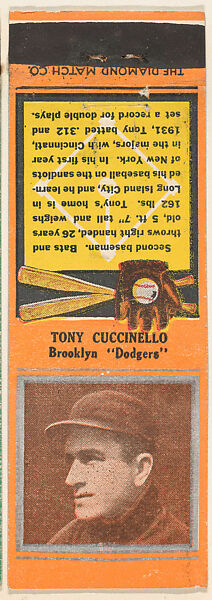 THE DIAMOND MATCH CO.
Second baseman. Bats and
throws right handed, 26 years
old, 5 ft. 7" tall and weighs
162 lbs. Tony's home is in
Long Island City, and he learn-
ed his baseball on the sandlots
of New York. In his first year
in majors, with Cincinnati,
1931, Tony batted .312 and
set a record for double plays.
TONY CUCCINELLO
Brooklyn "Dodgers"